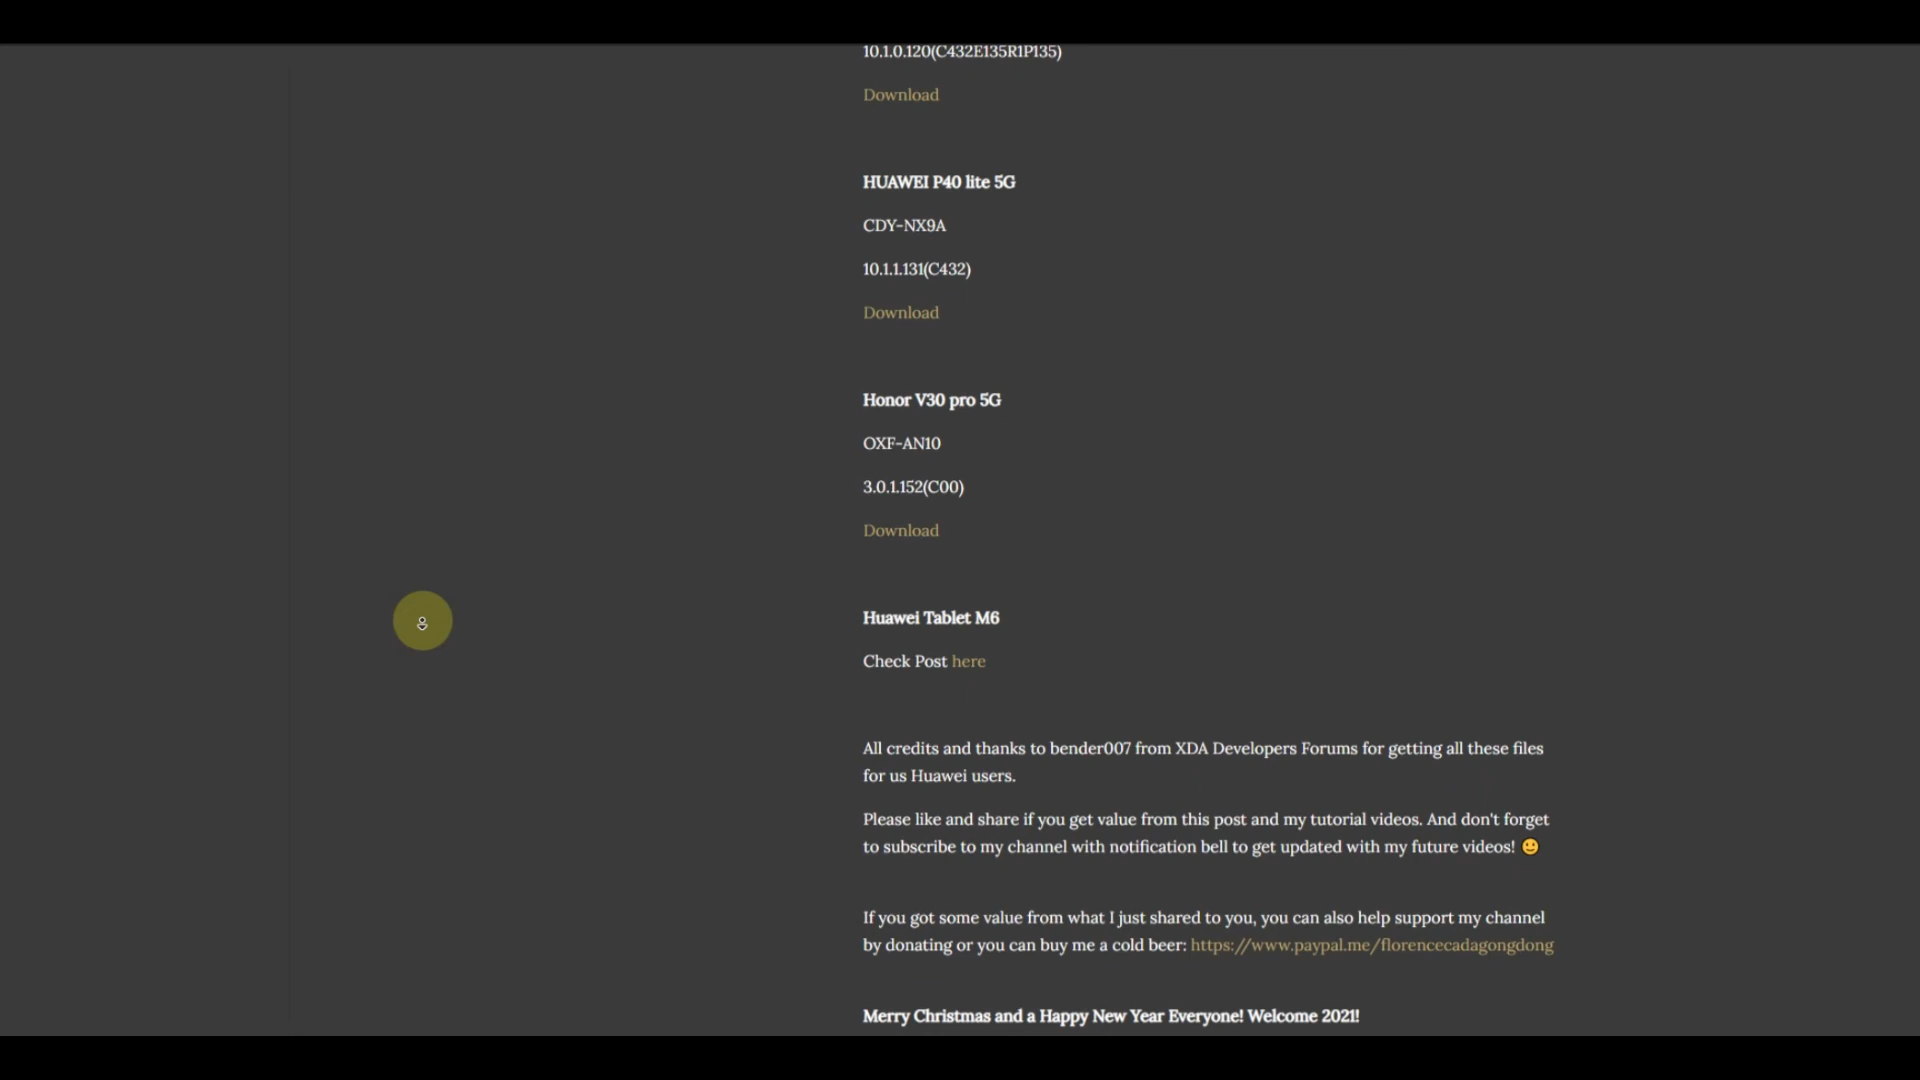 10.1.0.120(C432E135R1P135)
Download
HUAWEI P40 lite 5G
CDY-NX9A
10.1.1.131(C432)
Download
Honor V30 pro 5G
OXF-AN10
3.0.1.152(C00)
Download
Huawei Tablet M6
Check Post here
All credits and thanks to bender007 from XDA Developers Forums for getting all these files
for us Huawei users.
Please like and share if you get value from this post and my tutorial videos. And don't forget
to subscribe to my channel with notification bell to get updated with my future videos! 🙂
If you got some value from what I just shared to you, you can also help support my channel
by donating or you can buy me a cold beer: https://www.paypal.me/florencecadagongdong
Merry Christmas and a Happy New Year Everyone! Welcome 2021!